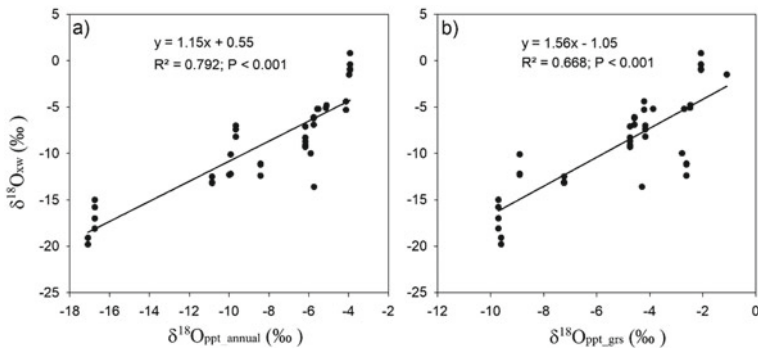 a)
y = 1.15x + 0.55
R² = 0.792; P < 0.001
0
-5
-10
-15
-20
-25
-18 -16 -14 -12 -10 -8 -6 -4 -2
δ¹⁸Oxw (‰)
δ¹⁸Oppt_annual (‰)
b)
y = 1.56x - 1.05
R² = 0.668; P < 0.001
5
0
-5
-10
-15
-20
-25
-12 -10 -8 -6 -4 -2 0
δ¹⁸Oxw (‰)
δ¹⁸Oppt_grs (‰)